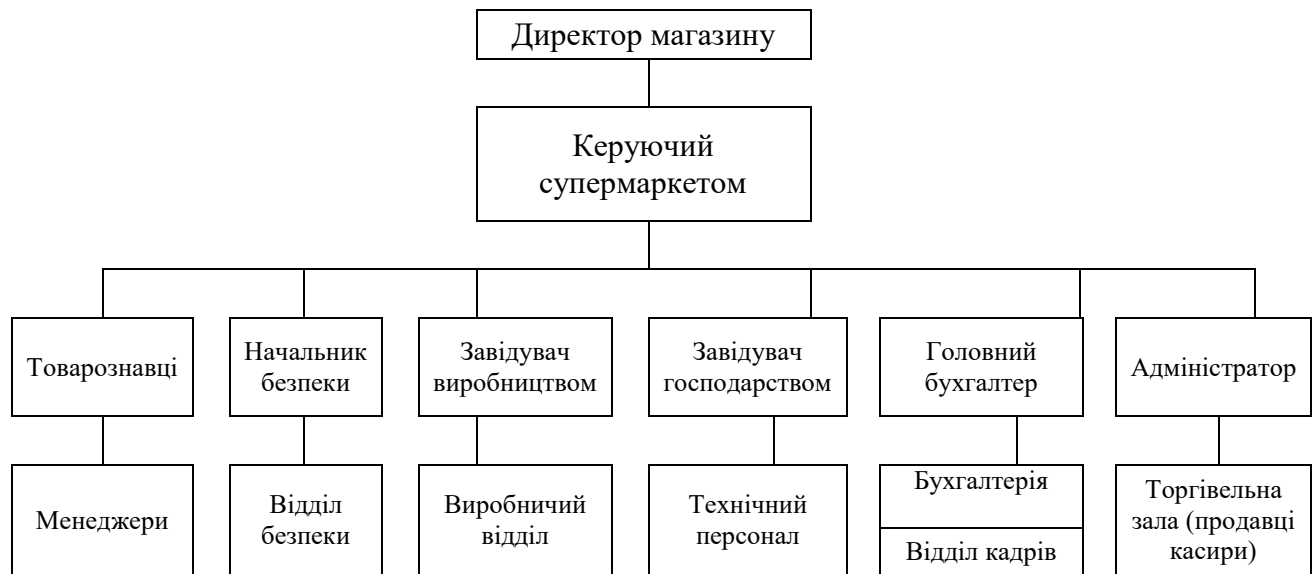 Директор магазину
Керуючий
супермаркетом
Товарознавці
Начальник
безпеки
Завідувач
виробництвом
Завідувач
господарством
Головний
бухгалтер
Адміністратор
Менеджери
Відділ
безпеки
Виробничий
відділ
Технічний
персонал
Бухгалтерія
Відділ кадрів
Торгівельна
зала (продавці
касири)